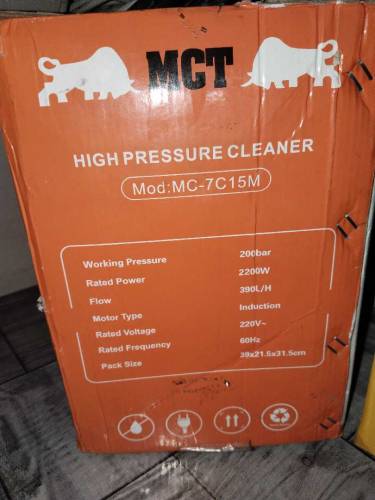 MCT
HIGH PRESSURE CLEANER
Mod:MC-7C15M
Working Pressure 200bar
Rated Power 2200W
Flow 390L/H
Motor Type Induction
Rated Voltage 220V~
Rated Frequency 60Hz
Pack Size 39x21.5x31.5cm